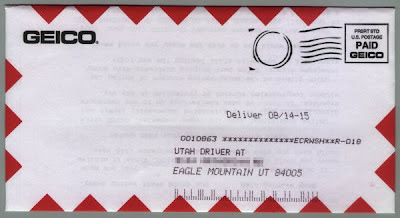 GEICO®
PRSRT STD
U.S. POSTAGE
PAID
GEICO
Deliver 08/14-15
0010863 **************ECRWSH**R-018
UTAH DRIVER AT
EAGLE MOUNTAIN UT 84005